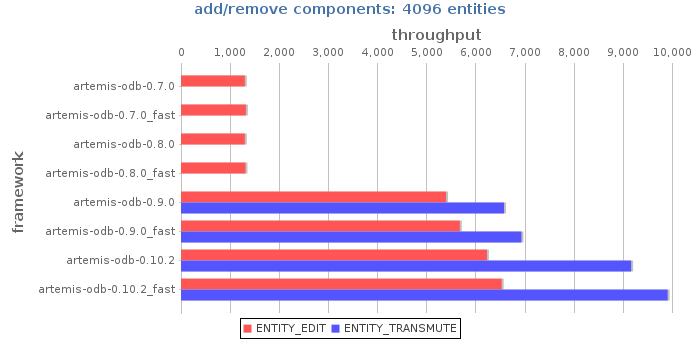 add/remove components: 4096 entities
throughput
0 1,000 2,000 3,000 4,000 5,000 6,000 7,000 8,000 9,000 10,000
framework
artemis-odb-0.7.0
artemis-odb-0.7.0_fast
artemis-odb-0.8.0
artemis-odb-0.8.0_fast
artemis-odb-0.9.0
artemis-odb-0.9.0_fast
artemis-odb-0.10.2
artemis-odb-0.10.2_fast
ENTITY_EDIT ENTITY_TRANSMUTE